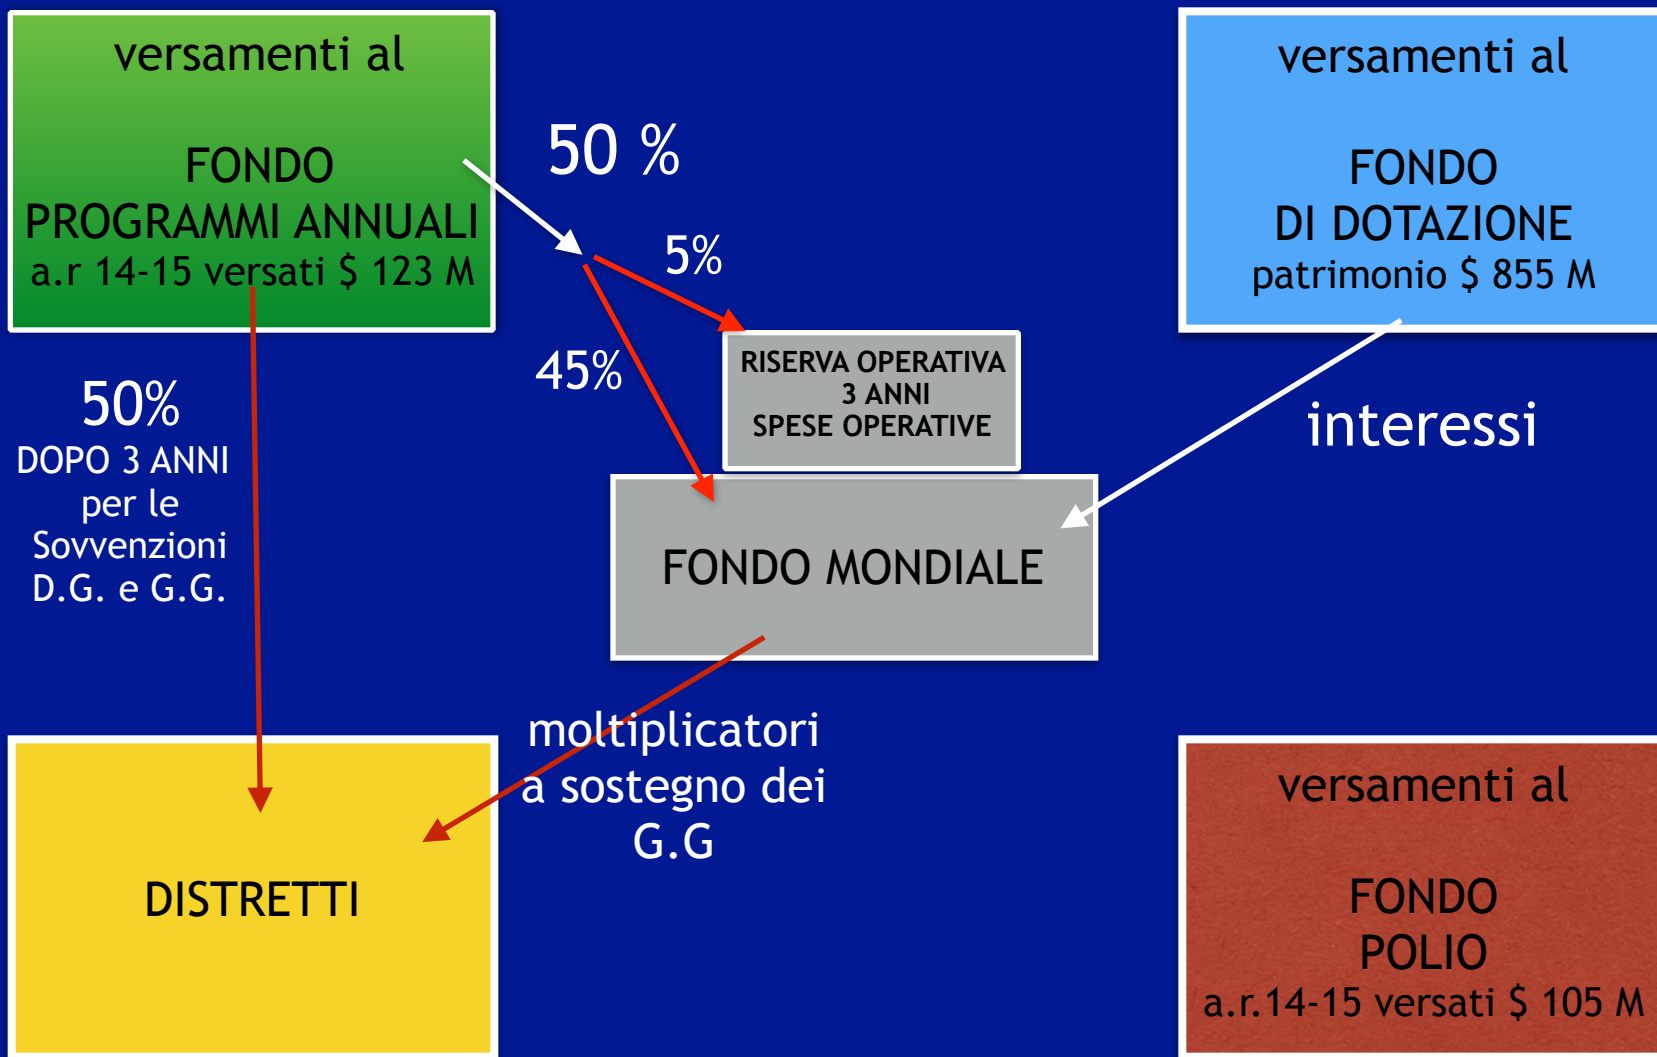 versamenti al
FONDO
PROGRAMMI ANNUALI
a.r 14-15 versati $ 123 M
50 %
5%
45%
versamenti al
FONDO
DI DOTAZIONE
patrimonio $ 855 M
RISERVA OPERATIVA
3 ANNI
SPESE OPERATIVE
50%
DOPO 3 ANNI
per le
Sovvenzioni
D.G. e G.G.
interessi
FONDO MONDIALE
moltiplicatori
a sostegno dei
G.G
DISTRETTI
versamenti al
FONDO
POLIO
a.r.14-15 versati $ 105 M